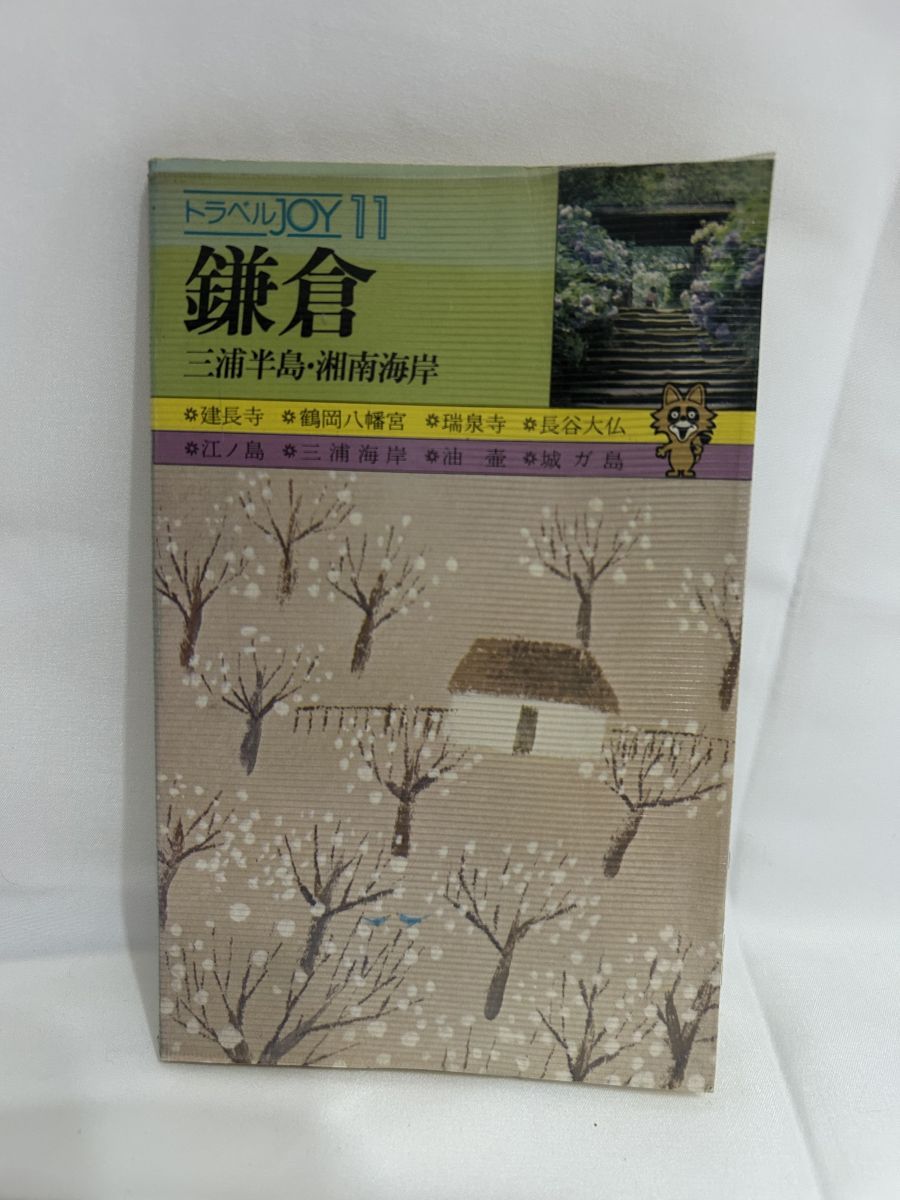 トラベルJOY11
鎌倉
三浦半島・湘南海岸
✵建長寺 ✵鶴岡八幡宮 ✵瑞泉寺 ✵長谷大仏
✵江ノ島 ✵三浦海岸 ✵油壷 ✵城ガ島